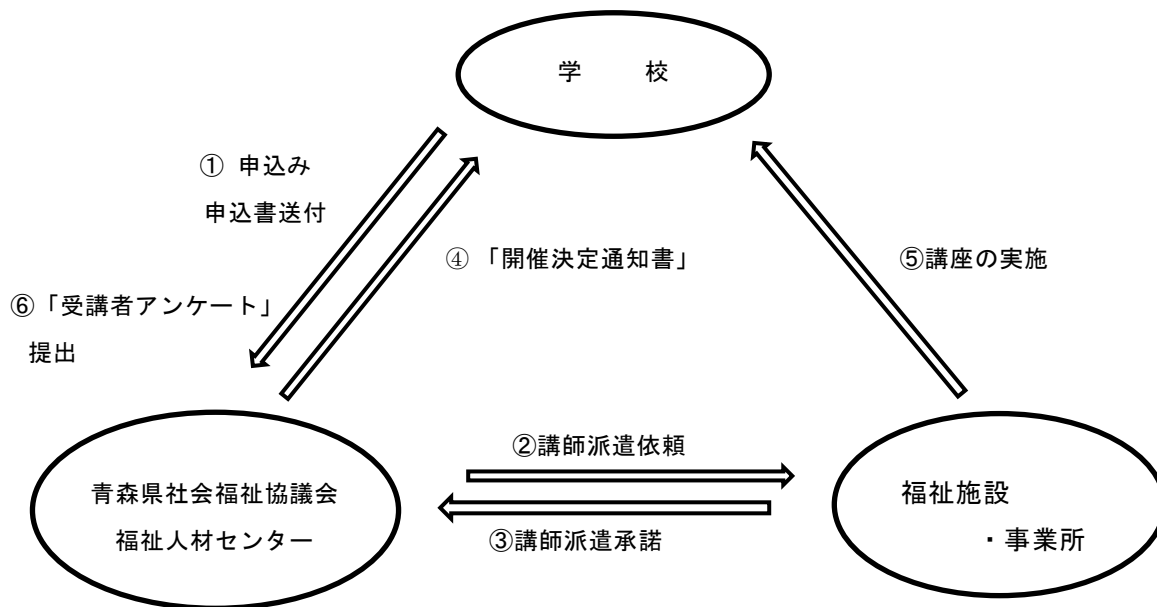 学　　校
① 申込み
申込書送付
④ 「開催決定通知書」
⑤講座の実施
⑥「受講者アンケート」
提出
②講師派遣依頼
青森県社会福祉協議会
福祉人材センター
福祉施設
・事業所
③講師派遣承諾